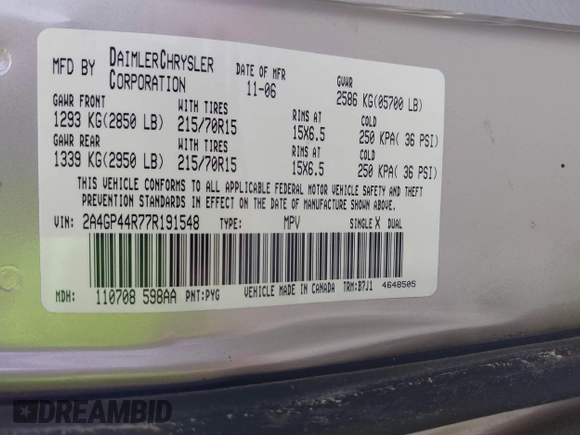 MFD BY DAIMLERCHRYSLER CORPORATION DATE OF MFR 11-06 GVWR 2586 KG(05700 LB)
GAWR FRONT WITH TIRES RIMS AT COLD
1293 KG(2850 LB) 215/70R15 15X6.5 250 KPA( 36 PSI)
GAWR REAR WITH TIRES RIMS AT COLD
1339 KG(2950 LB) 215/70R15 15X6.5 250 KPA( 36 PSI)
THIS VEHICLE CONFORMS TO ALL APPLICABLE FEDERAL MOTOR VEHICLE SAFETY AND THEFT
PREVENTION STANDARDS IN EFFECT ON THE DATE OF MANUFACTURE SHOWN ABOVE.
VIN: 2A4GP44R77R191548 TYPE: MPV SINGLE X DUAL
MDH: 110708 598AA PNT:PYG VEHICLE MADE IN CANADA TRM:B7J1 4648505
DREAMBID